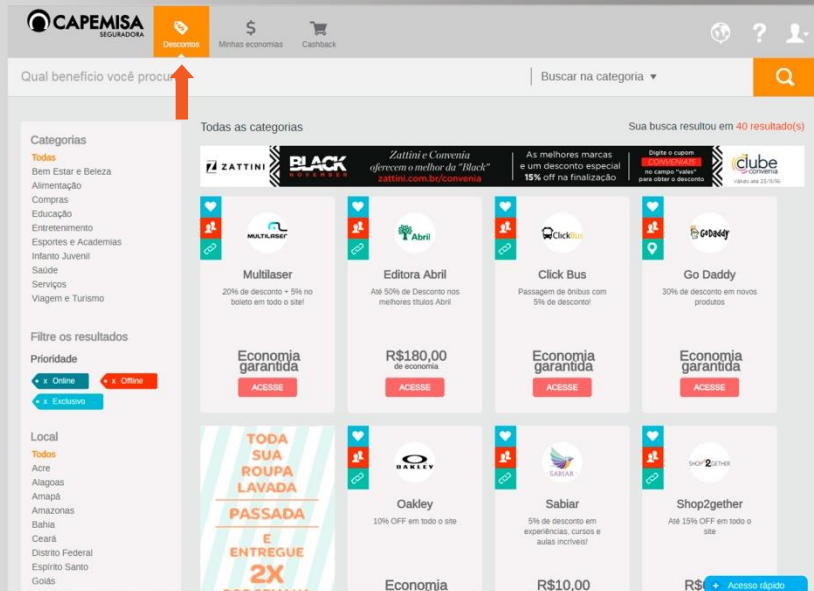 CAPEMISA
SEGURADORA
Descontos
Minhas economias
Cashback
?
Qual benefício você procu
Buscar na categoria
Categorias
Todas
Bem Estar e Beleza
Alimentação
Compras
Educação
Entretenimento
Esportes e Academias
Infanto Juvenil
Saúde
Serviços
Viagem e Turismo
Filtre os resultados
Prioridade
x Online
x Offline
x Exclusivo
Local
Todos
Acre
Alagoas
Amapá
Amazonas
Bahia
Ceará
Distrito Federal
Espírito Santo
Goiás
Todas as categorias
Sua busca resultou em 40 resultado(s)
ZATTINI
BLACK
NOVEMBER
Zattini e Convenia
oferecem o melhor da "Black"
zattini.com.br/convenia
As melhores marcas
e um desconto especial
15% off na finalização
Digite o cupom
CONVENIA15
no campo "vales"
para obter o desconto
clube
convenia
válido até 25/11/16
MULTILASER
Multilaser
20% de desconto + 5% no
boleto em todo o site!
Economia
garantida
ACESSE
Abril
Editora Abril
Até 50% de Desconto nos
melhores títulos Abril
R$180,00
de economia
ACESSE
ClickBus
Click Bus
Passagem de ônibus com
5% de desconto!
Economia
garantida
ACESSE
GoDaddy
Go Daddy
30% de desconto em novos
produtos
Economia
garantida
ACESSE
TODA
SUA
ROUPA
LAVADA
PASSADA
E
ENTREGUE
2X
OAKLEY
Oakley
10% OFF em todo o site
Economia
SABIAR
Sabiar
5% de desconto em
experiências, cursos e
aulas incríveis!
R$10,00
SHOP2GETHER
Shop2gether
Até 15% OFF em todo o
site
R$
+ Acesso rápido